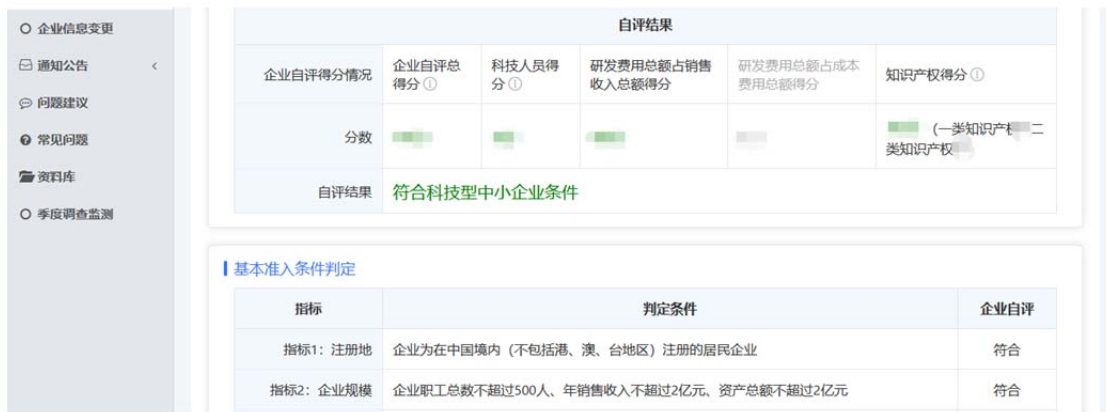 企业信息变更
通知公告
问题建议
常见问题
资料库
季度调查监测
自评结果
企业自评得分情况
企业自评总
得分
科技人员得
分
研发费用总额占销售
收入总额得分
研发费用总额占成本
费用总额得分
知识产权得分
分数
(一类知识产权 二
类知识产权
自评结果
符合科技型中小企业条件
基本准入条件判定
指标 判定条件 企业自评
指标1：注册地 企业为在中国境内（不包括港、澳、台地区）注册的居民企业 符合
指标2：企业规模 企业职工总数不超过500人、年销售收入不超过2亿元、资产总额不超过2亿元 符合